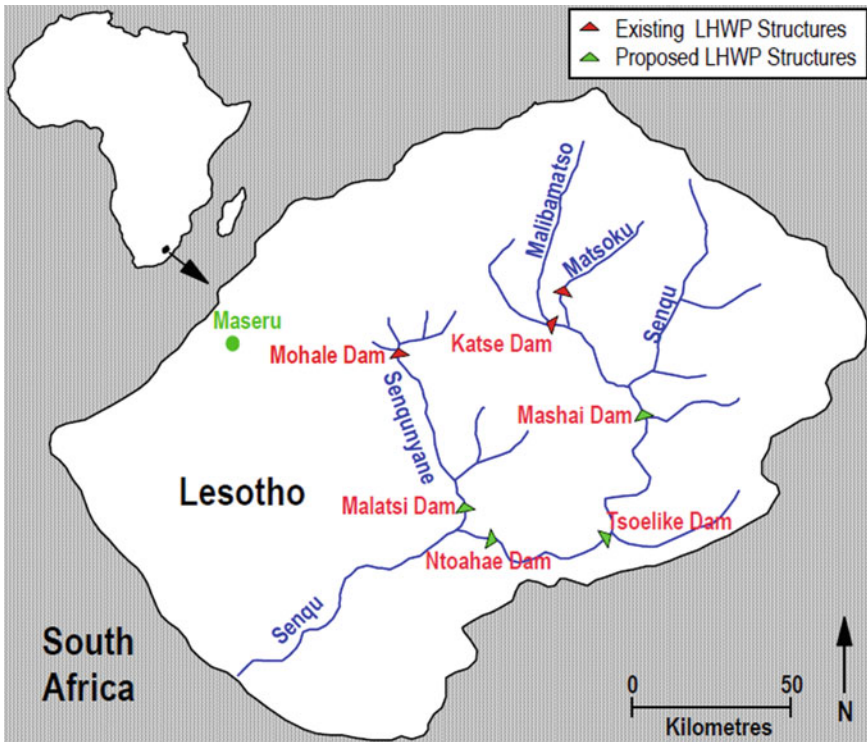 Existing LHWP Structures
Proposed LHWP Structures
Malibamatso
Matsoku
Senqu
Maseru
Mohale Dam
Katse Dam
Senqunyane
Mashai Dam
Lesotho
Malatsi Dam
Tsoelike Dam
Ntoahae Dam
Senqu
South
Africa
0 50
Kilometres
N